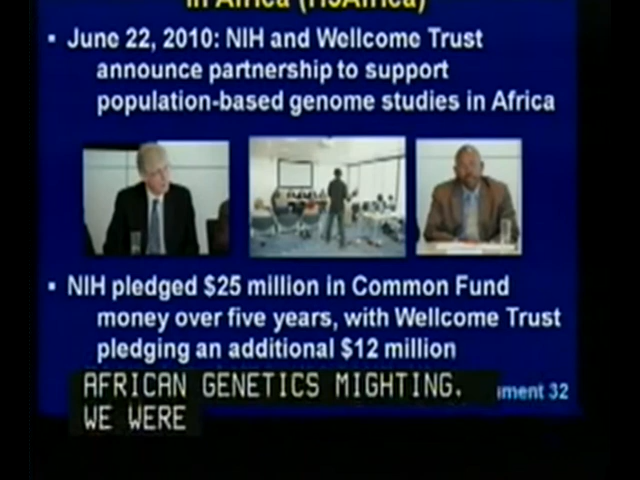 in Africa (H3Africa)
▪ June 22, 2010: NIH and Wellcome Trust
announce partnership to support
population-based genome studies in Africa
▪ NIH pledged $25 million in Common Fund
money over five years, with Wellcome Trust
pledging an additional $12 million
AFRICAN GENETICS MIGHTING.
ument 32
WE WERE